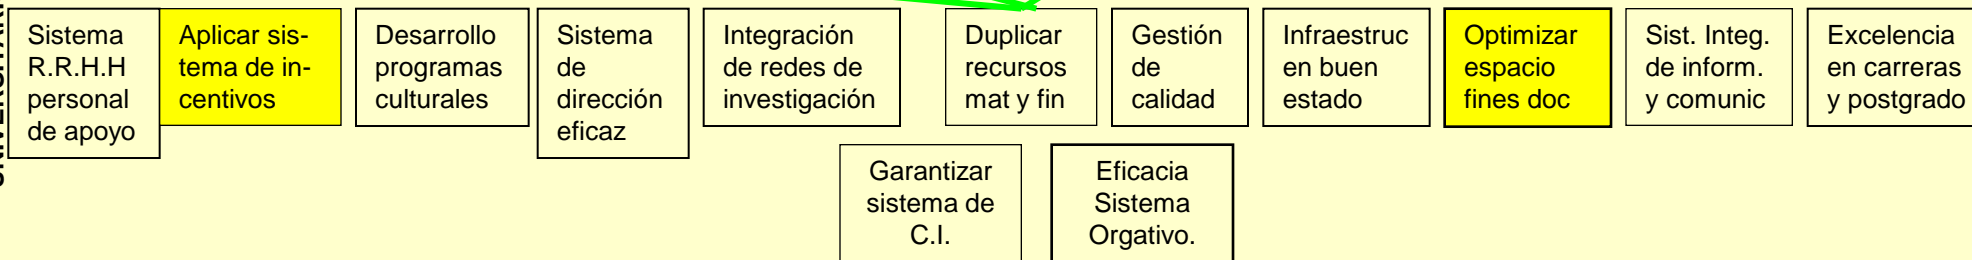 Sistema
R.R.H.H
personal
de apoyo
Aplicar sis-
tema de in-
centivos
Desarrollo
programas
culturales
Sistema
de
dirección
eficaz
Integración
de redes de
investigación
Duplicar
recursos
mat y fin
Gestión
de
calidad
Infraestruc
en buen
estado
Optimizar
espacio
fines doc
Sist. Integ.
de inform.
y comunic
Excelencia
en carreras
y postgrado
Garantizar
sistema de
C.I.
Eficacia
Sistema
Orgativo.